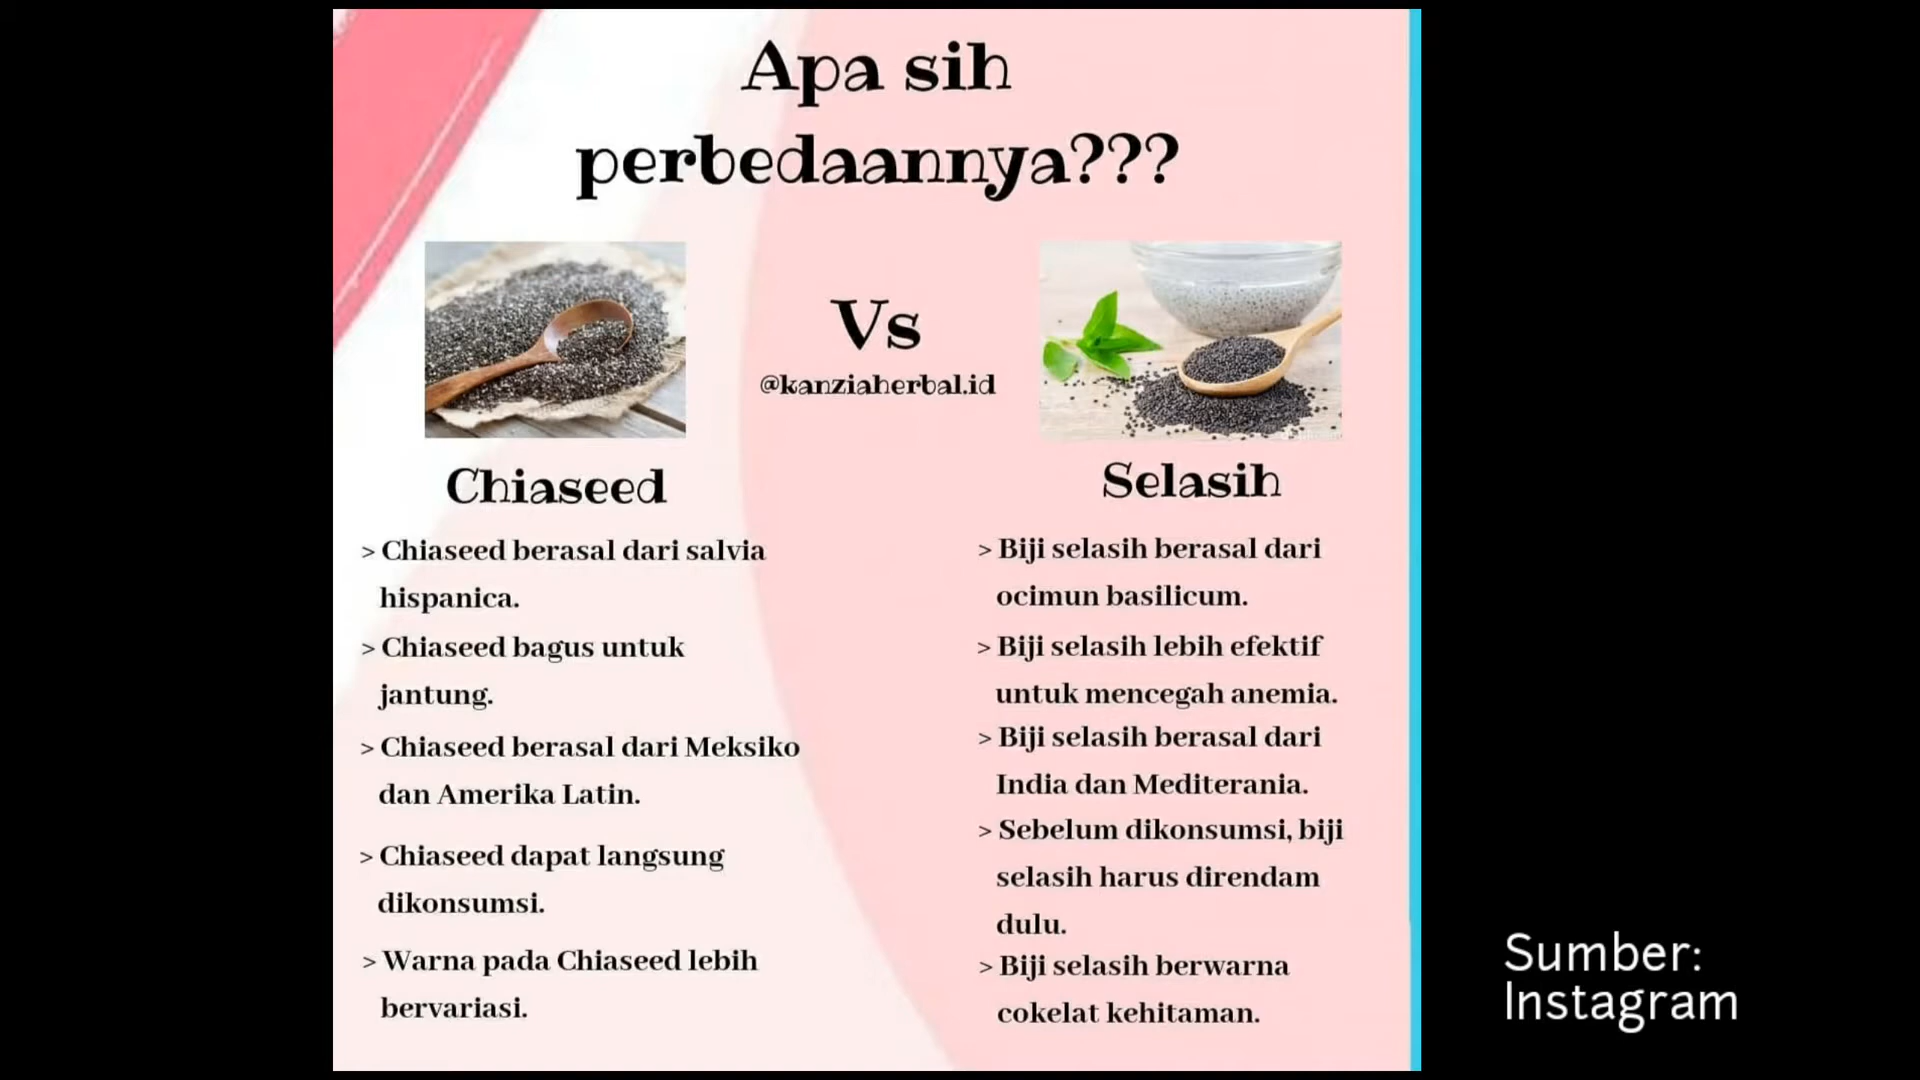 Apa sih
perbedaannya???
Vs
@kanziaherbal.id
Chiaseed
> Chiaseed berasal dari salvia
hispanica.
> Chiaseed bagus untuk
jantung.
> Chiaseed berasal dari Meksiko
dan Amerika Latin.
> Chiaseed dapat langsung
dikonsumsi.
> Warna pada Chiaseed lebih
bervariasi.
Selasih
> Biji selasih berasal dari
ocimun basilicum.
> Biji selasih lebih efektif
untuk mencegah anemia.
> Biji selasih berasal dari
India dan Mediterania.
> Sebelum dikonsumsi, biji
selasih harus direndam
dulu.
> Biji selasih berwarna
cokelat kehitaman.
Sumber:
Instagram